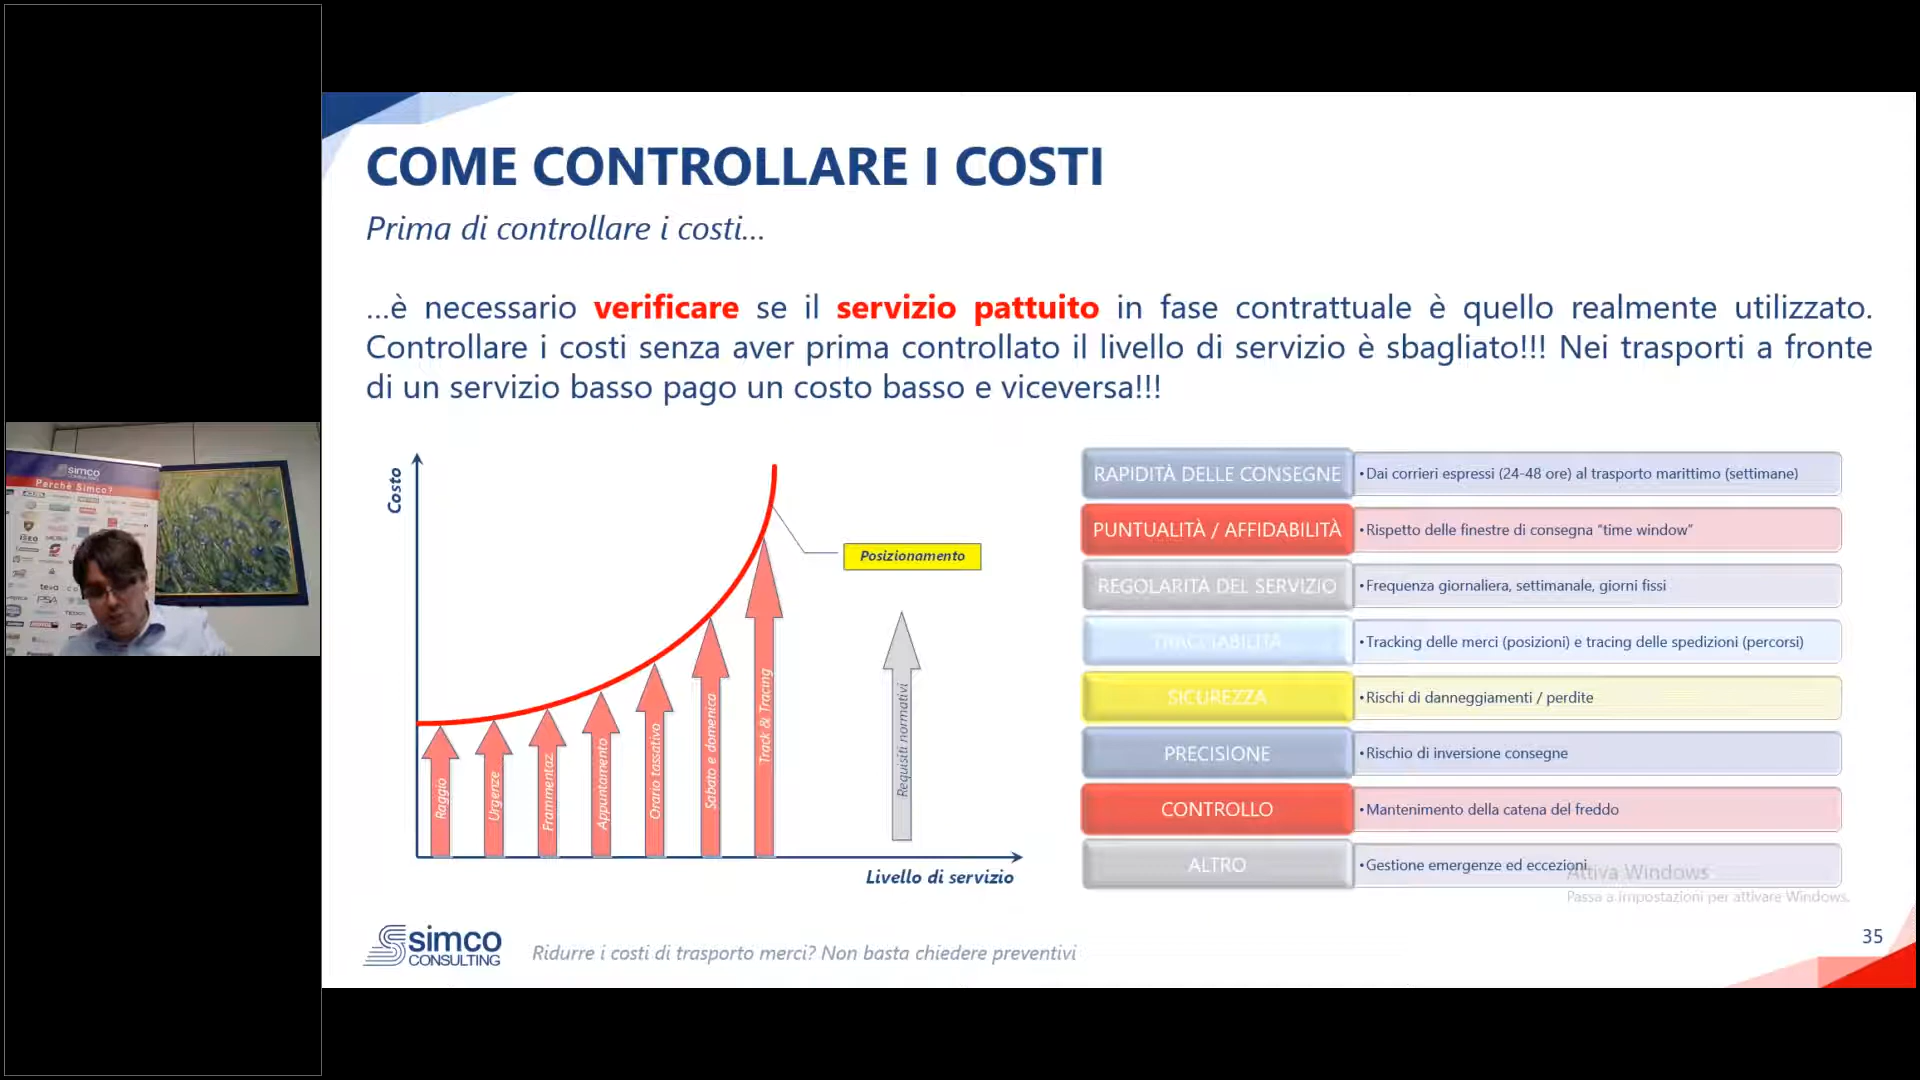 COME CONTROLLARE I COSTI
Prima di controllare i costi...
...è necessario verificare se il servizio pattuito in fase contrattuale è quello realmente utilizzato.
Controllare i costi senza aver prima controllato il livello di servizio è sbagliato!!! Nei trasporti a fronte
di un servizio basso pago un costo basso e viceversa!!!
Costo
Posizionamento
Raggio
Urgenze
Frammentaz.
Appuntamento
Orario tassativo
Sabato e domenica
Track & Tracing
Requisiti normativi
Livello di servizio
RAPIDITÀ DELLE CONSEGNE
•Dai corrieri espressi (24-48 ore) al trasporto marittimo (settimane)
PUNTUALITÀ / AFFIDABILITÀ
•Rispetto delle finestre di consegna “time window”
REGOLARITÀ DEL SERVIZIO
•Frequenza giornaliera, settimanale, giorni fissi
TRACCIABILITÀ
•Tracking delle merci (posizioni) e tracing delle spedizioni (percorsi)
SICUREZZA
•Rischi di danneggiamenti / perdite
PRECISIONE
•Rischio di inversione consegne
CONTROLLO
•Mantenimento della catena del freddo
ALTRO
•Gestione emergenze ed eccezioni
Attiva Windows
Passa a Impostazioni per attivare Windows.
simco
CONSULTING
Ridurre i costi di trasporto merci? Non basta chiedere preventivi
35
simco
Perché Simco?
teva
PSA